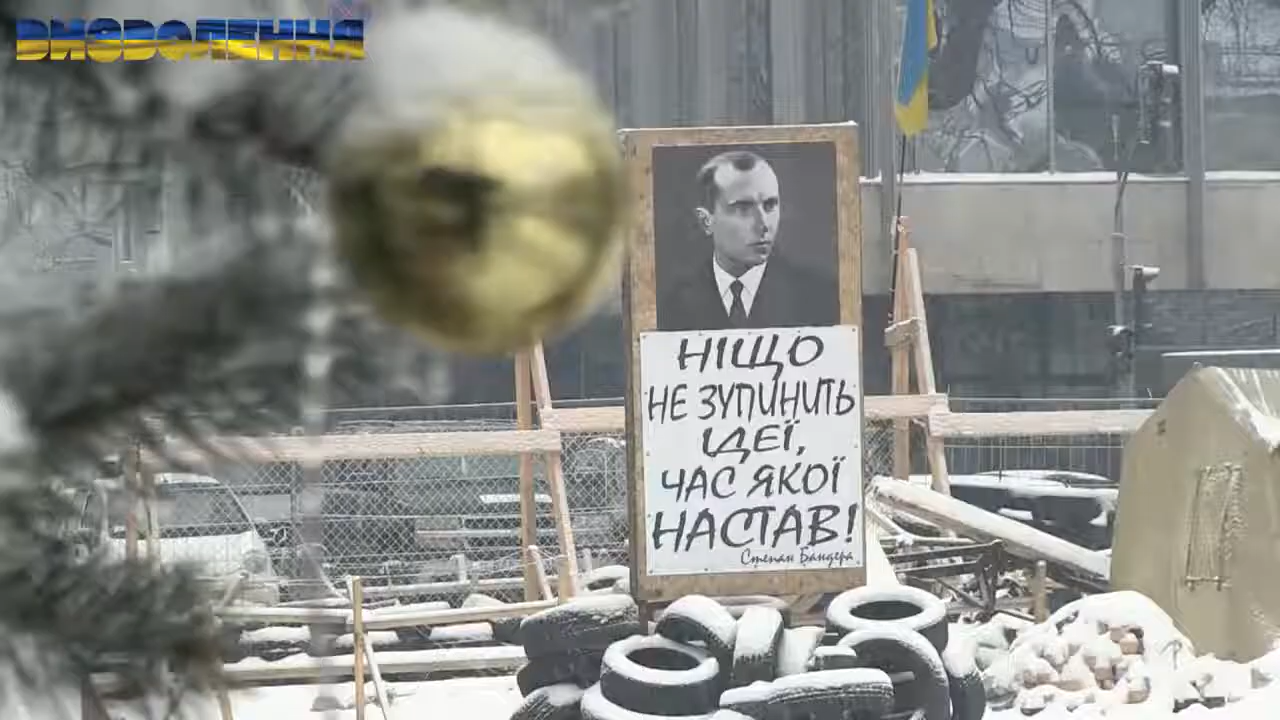 ВИЗВОЛЕННЯ
НІЩО
НЕ ЗУПИНИТЬ
ІДЕЇ,
ЧАС ЯКОЇ
НАСТАВ!
Степан Бандера